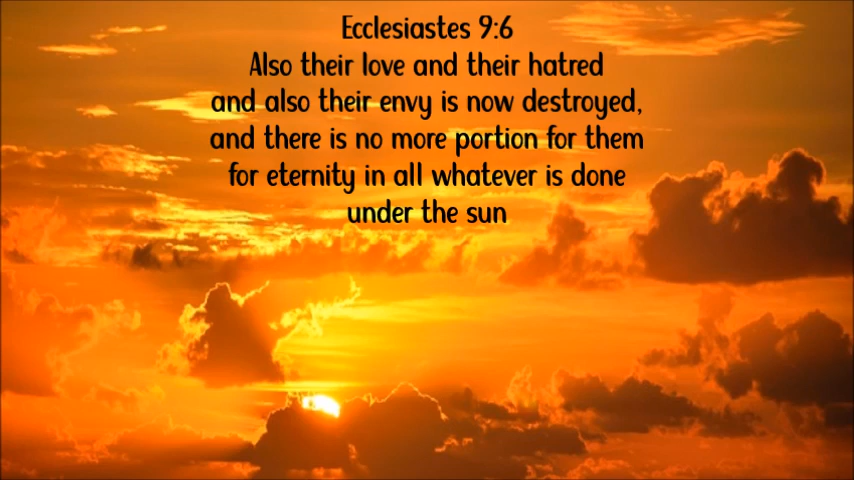 Ecclesiastes 9:6
Also their love and their hatred
and also their envy is now destroyed,
and there is no more portion for them
for eternity in all whatever is done
under the sun